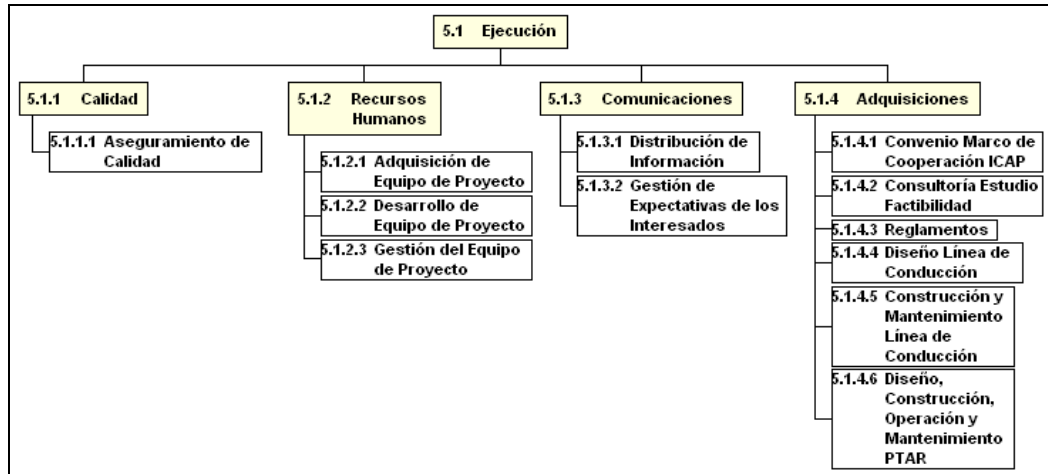 5.1 Ejecución
5.1.1 Calidad
5.1.1.1 Aseguramiento de
Calidad
5.1.2 Recursos
Humanos
5.1.2.1 Adquisición de
Equipo de Proyecto
5.1.2.2 Desarrollo de
Equipo de Proyecto
5.1.2.3 Gestión del Equipo
de Proyecto
5.1.3 Comunicaciones
5.1.3.1 Distribución de
Información
5.1.3.2 Gestión de
Expectativas de los
Interesados
5.1.4 Adquisiciones
5.1.4.1 Convenio Marco de
Cooperación ICAP
5.1.4.2 Consultoría Estudio
Factibilidad
5.1.4.3 Reglamentos
5.1.4.4 Diseño Línea de
Conducción
5.1.4.5 Construcción y
Mantenimiento
Línea de
Conducción
5.1.4.6 Diseño,
Construcción,
Operación y
Mantenimiento
PTAR